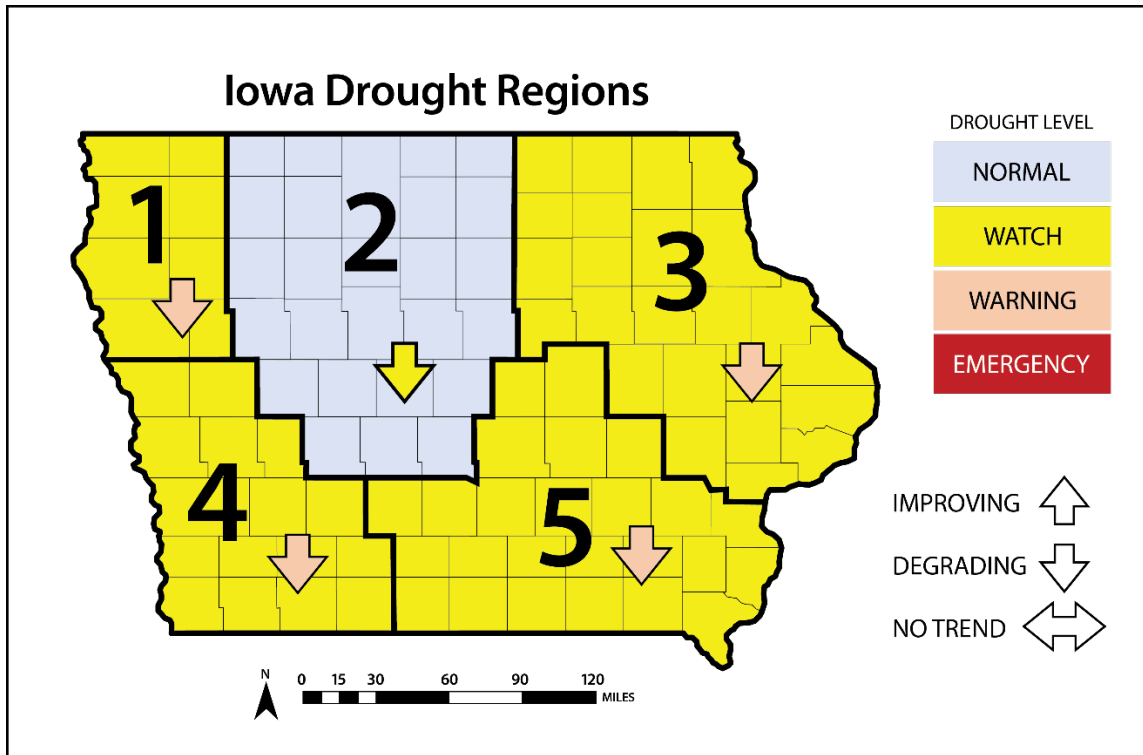 Iowa Drought Regions
DROUGHT LEVEL
NORMAL
WATCH
WARNING
EMERGENCY
1
2
3
4
5
IMPROVING
DEGRADING
NO TREND
N
0 15 30 60 90 120
MILES